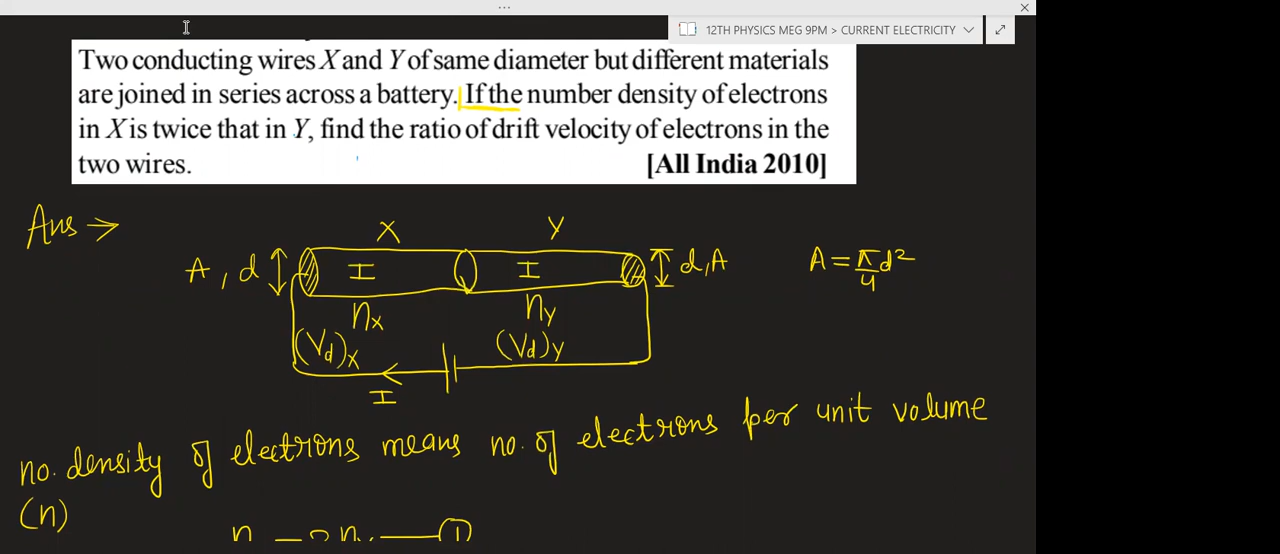 12TH PHYSICS MEG 9PM > CURRENT ELECTRICITY
Two conducting wires X and Y of same diameter but different materials
are joined in series across a battery. If the number density of electrons
in X is twice that in Y, find the ratio of drift velocity of electrons in the
two wires. [All India 2010]
Ans →
X Y
A, d I I d, A A = π/4 d²
nx ny
(Vd)x (Vd)y
I
no. density of electrons means no. of electrons per unit volume
(n)